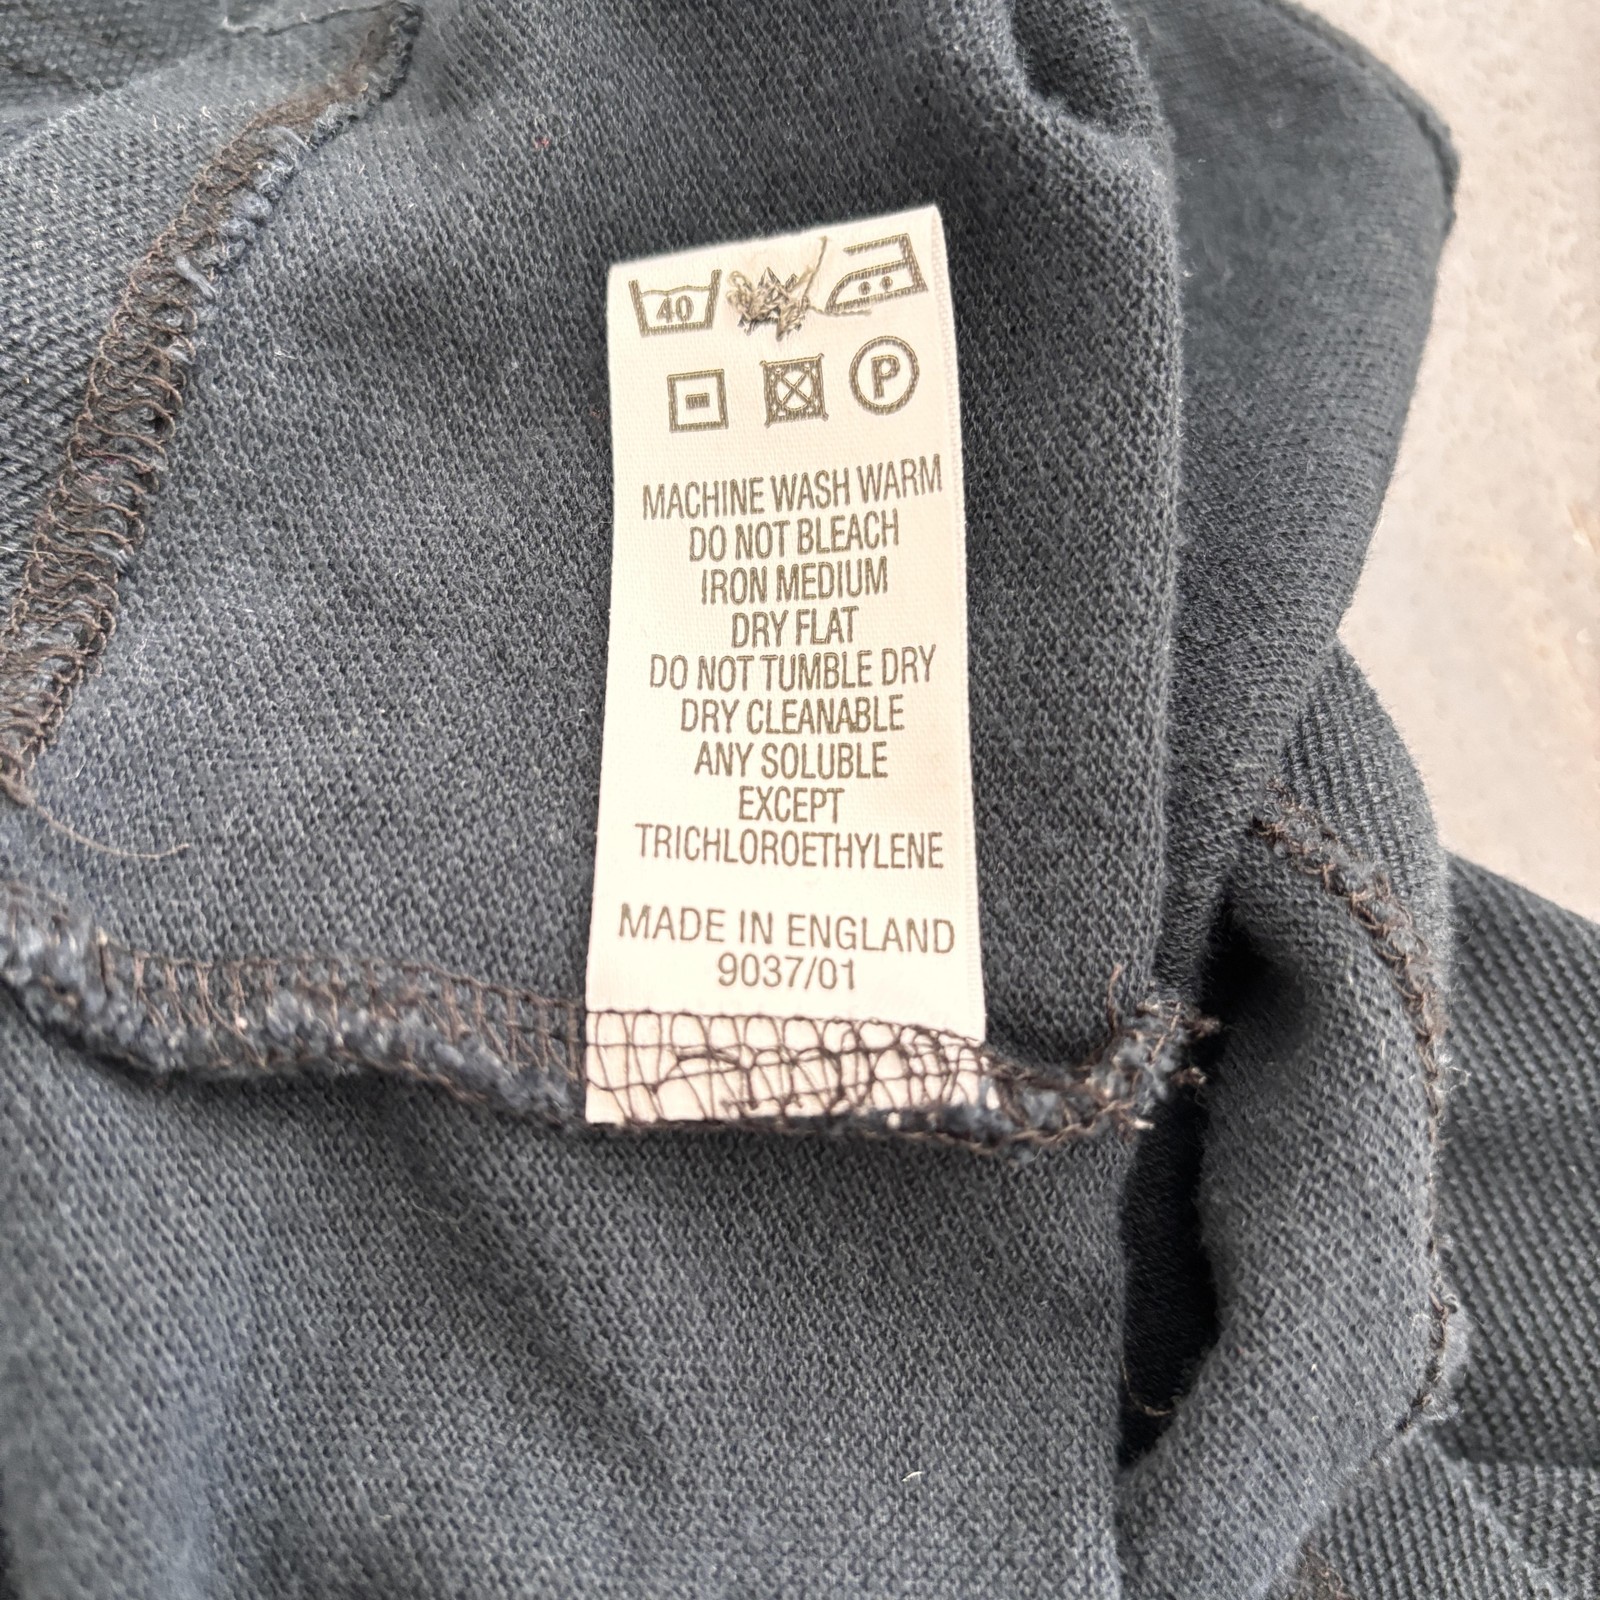 40
P
MACHINE WASH WARM
DO NOT BLEACH
IRON MEDIUM
DRY FLAT
DO NOT TUMBLE DRY
DRY CLEANABLE
ANY SOLUBLE
EXCEPT
TRICHLOROETHYLENE
MADE IN ENGLAND
9037/01